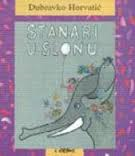 Dubravko Horvatić
STANARI
U SLONU